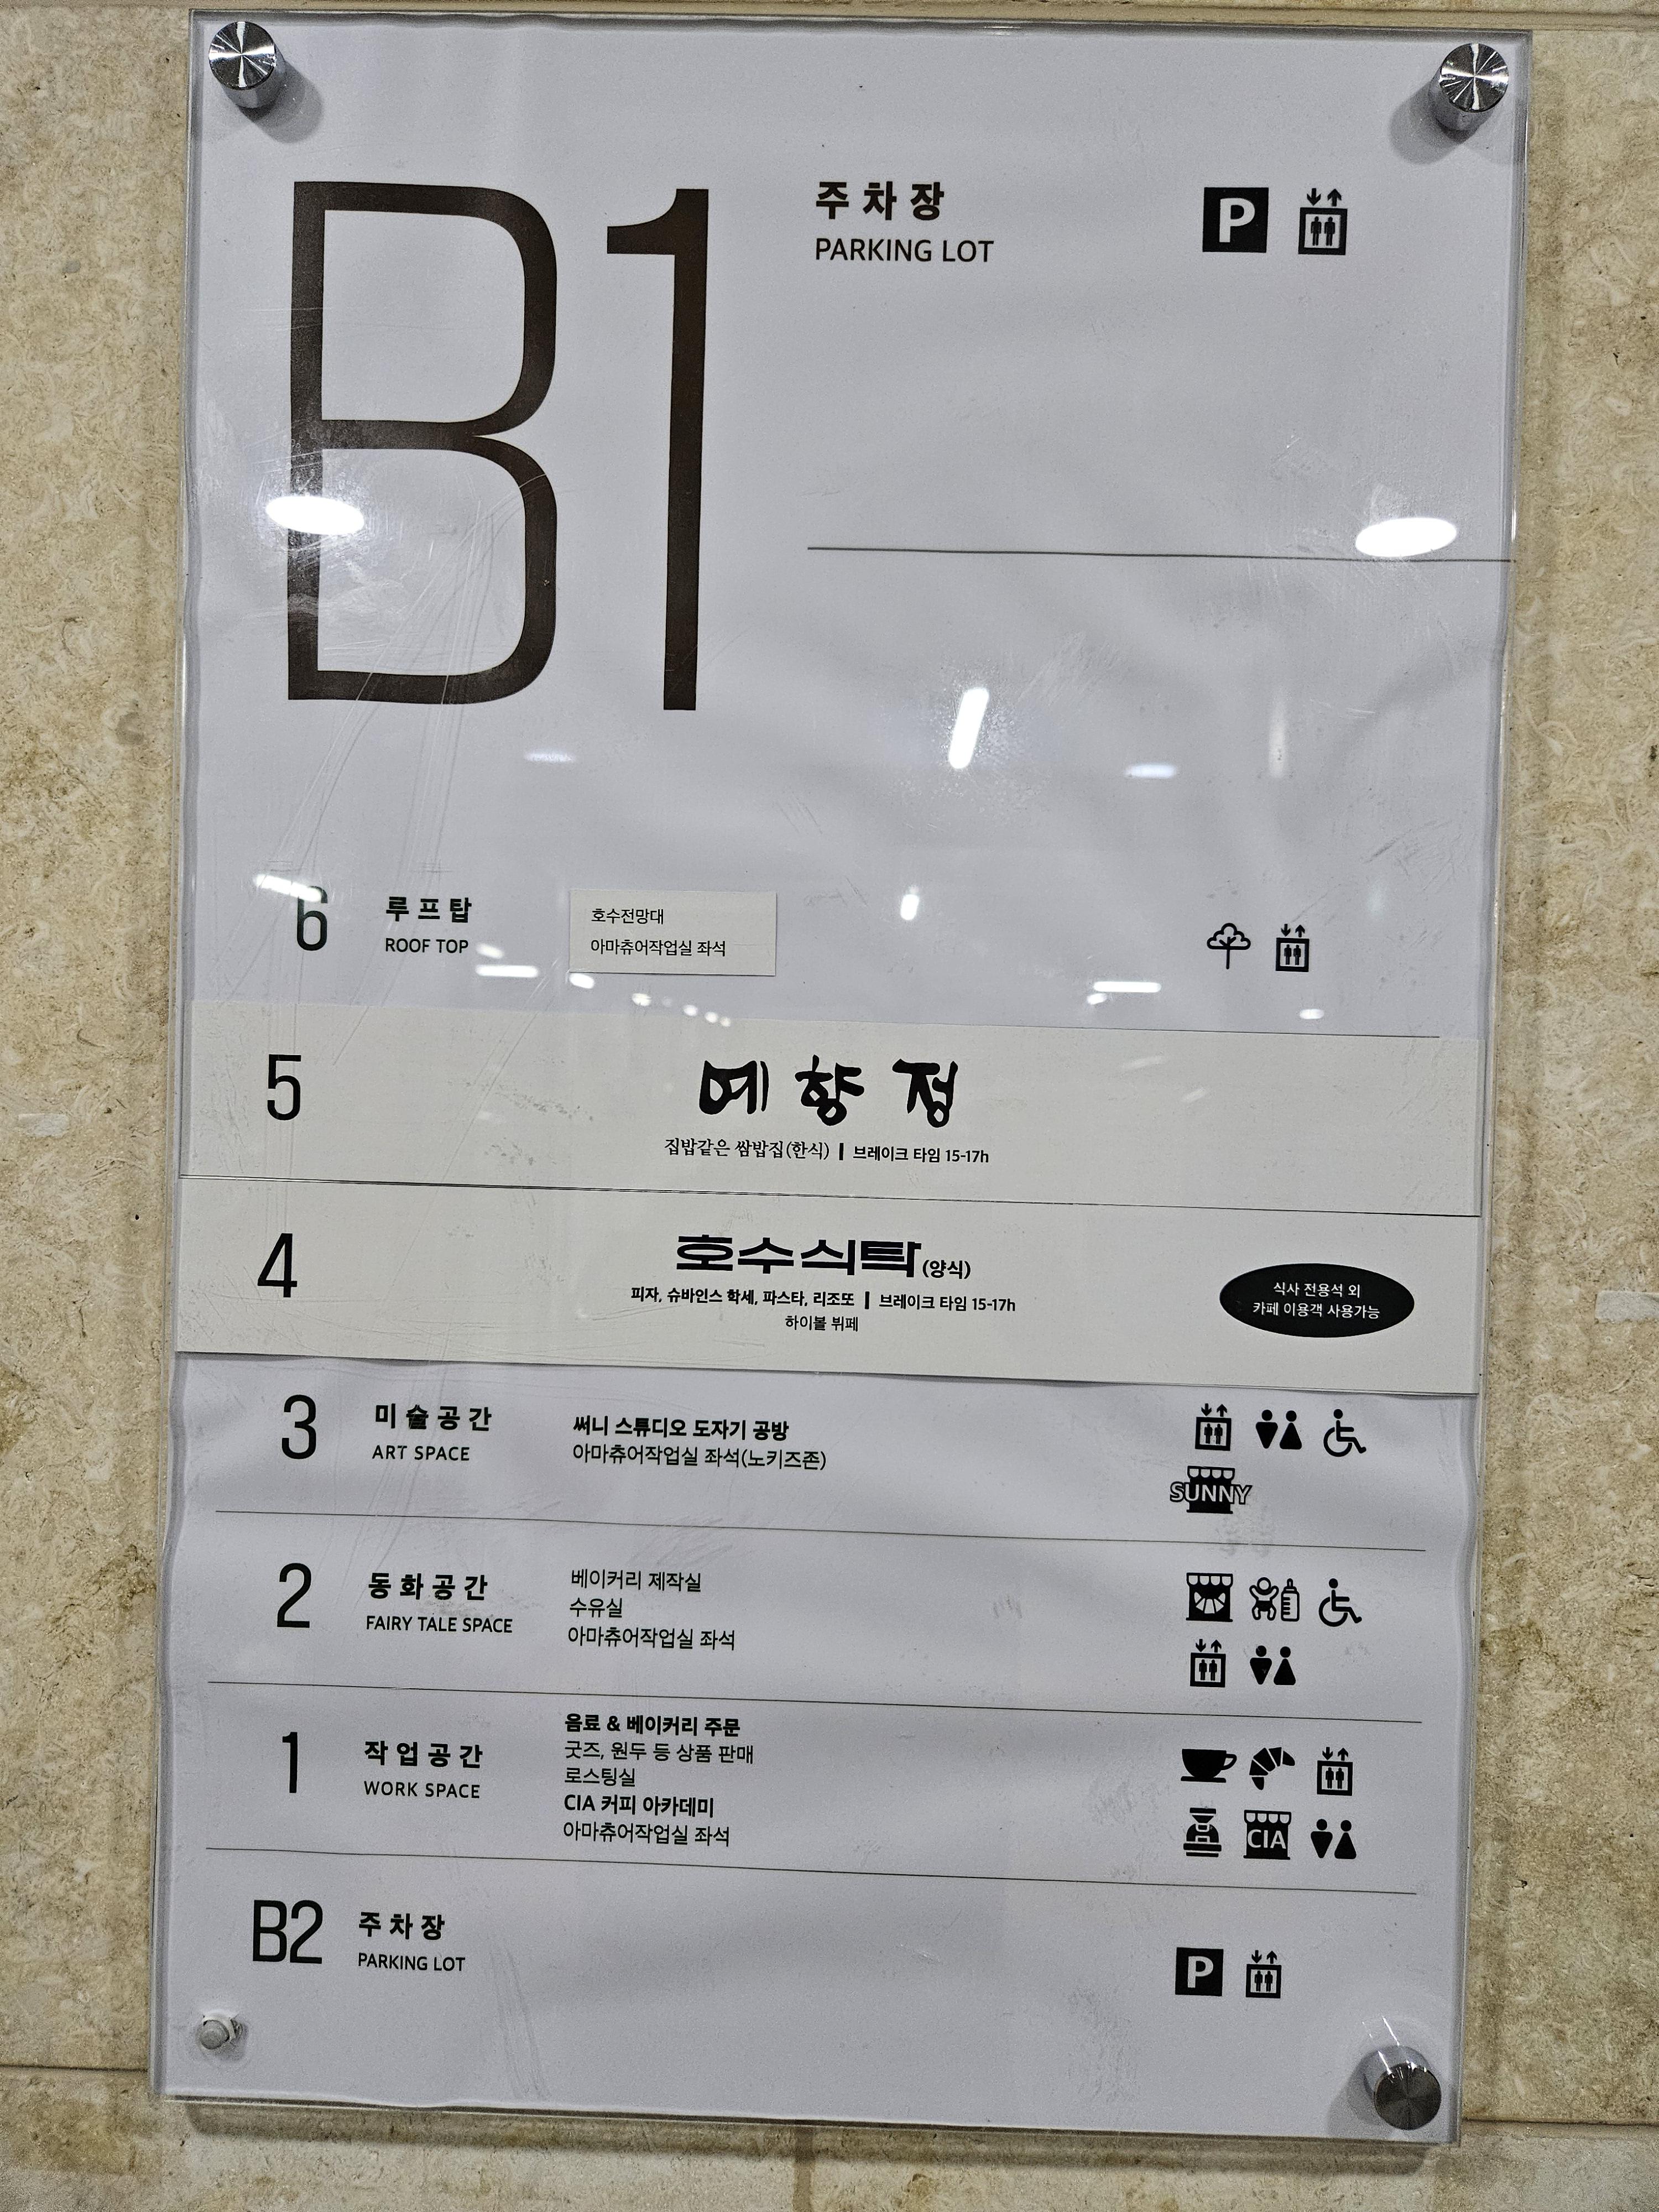 B1
주차장
PARKING LOT
P
6 루프탑
ROOF TOP
호수전망대
아마츄어작업실 좌석
5
예향정
집밥같은 쌈밥집(한식) | 브레이크 타임 15-17h
4
호수식탁(양식)
피자, 슈바인스 학세, 파스타, 리조또 | 브레이크 타임 15-17h
하이볼 뷔페
식사 전용석 외
카페 이용객 사용가능
3 미술공간
ART SPACE
써니 스튜디오 도자기 공방
아마츄어작업실 좌석(노키즈존)
SUNNY
2 동화공간
FAIRY TALE SPACE
베이커리 제작실
수유실
아마츄어작업실 좌석
1 작업공간
WORK SPACE
음료 & 베이커리 주문
굿즈, 원두 등 상품 판매
로스팅실
CIA 커피 아카데미
아마츄어작업실 좌석
CIA
B2 주차장
PARKING LOT
P